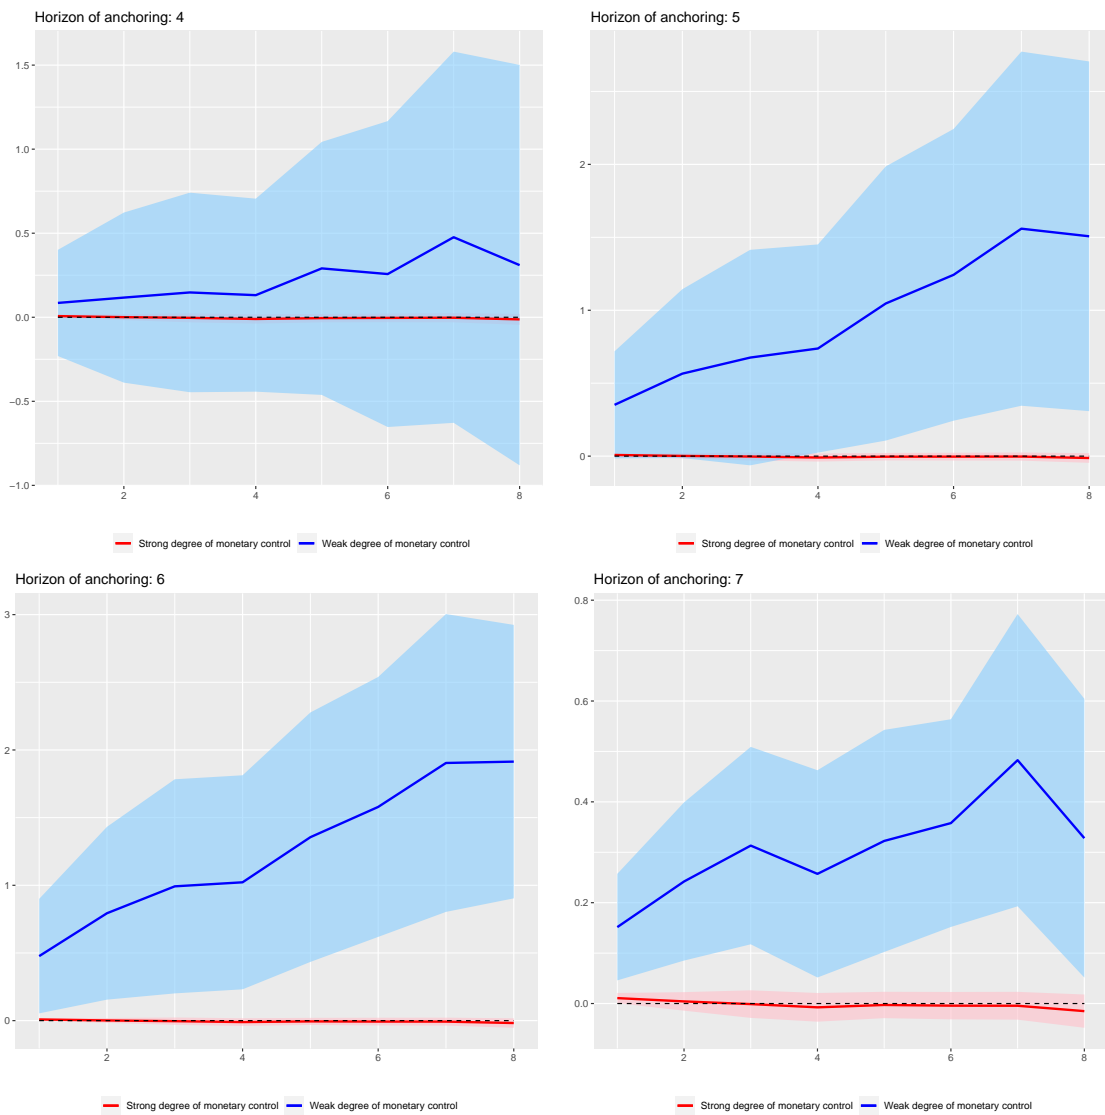 Horizon of anchoring: 4
1.5
1.0
0.5
0.0
−0.5
−1.0
2 4 6 8
Strong degree of monetary control Weak degree of monetary control
Horizon of anchoring: 5
2
1
0
2 4 6 8
Strong degree of monetary control Weak degree of monetary control
Horizon of anchoring: 6
3
2
1
0
2 4 6 8
Strong degree of monetary control Weak degree of monetary control
Horizon of anchoring: 7
0.8
0.6
0.4
0.2
0.0
2 4 6 8
Strong degree of monetary control Weak degree of monetary control